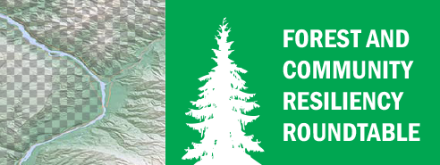 FOREST AND
COMMUNITY
RESILIENCY
ROUNDTABLE